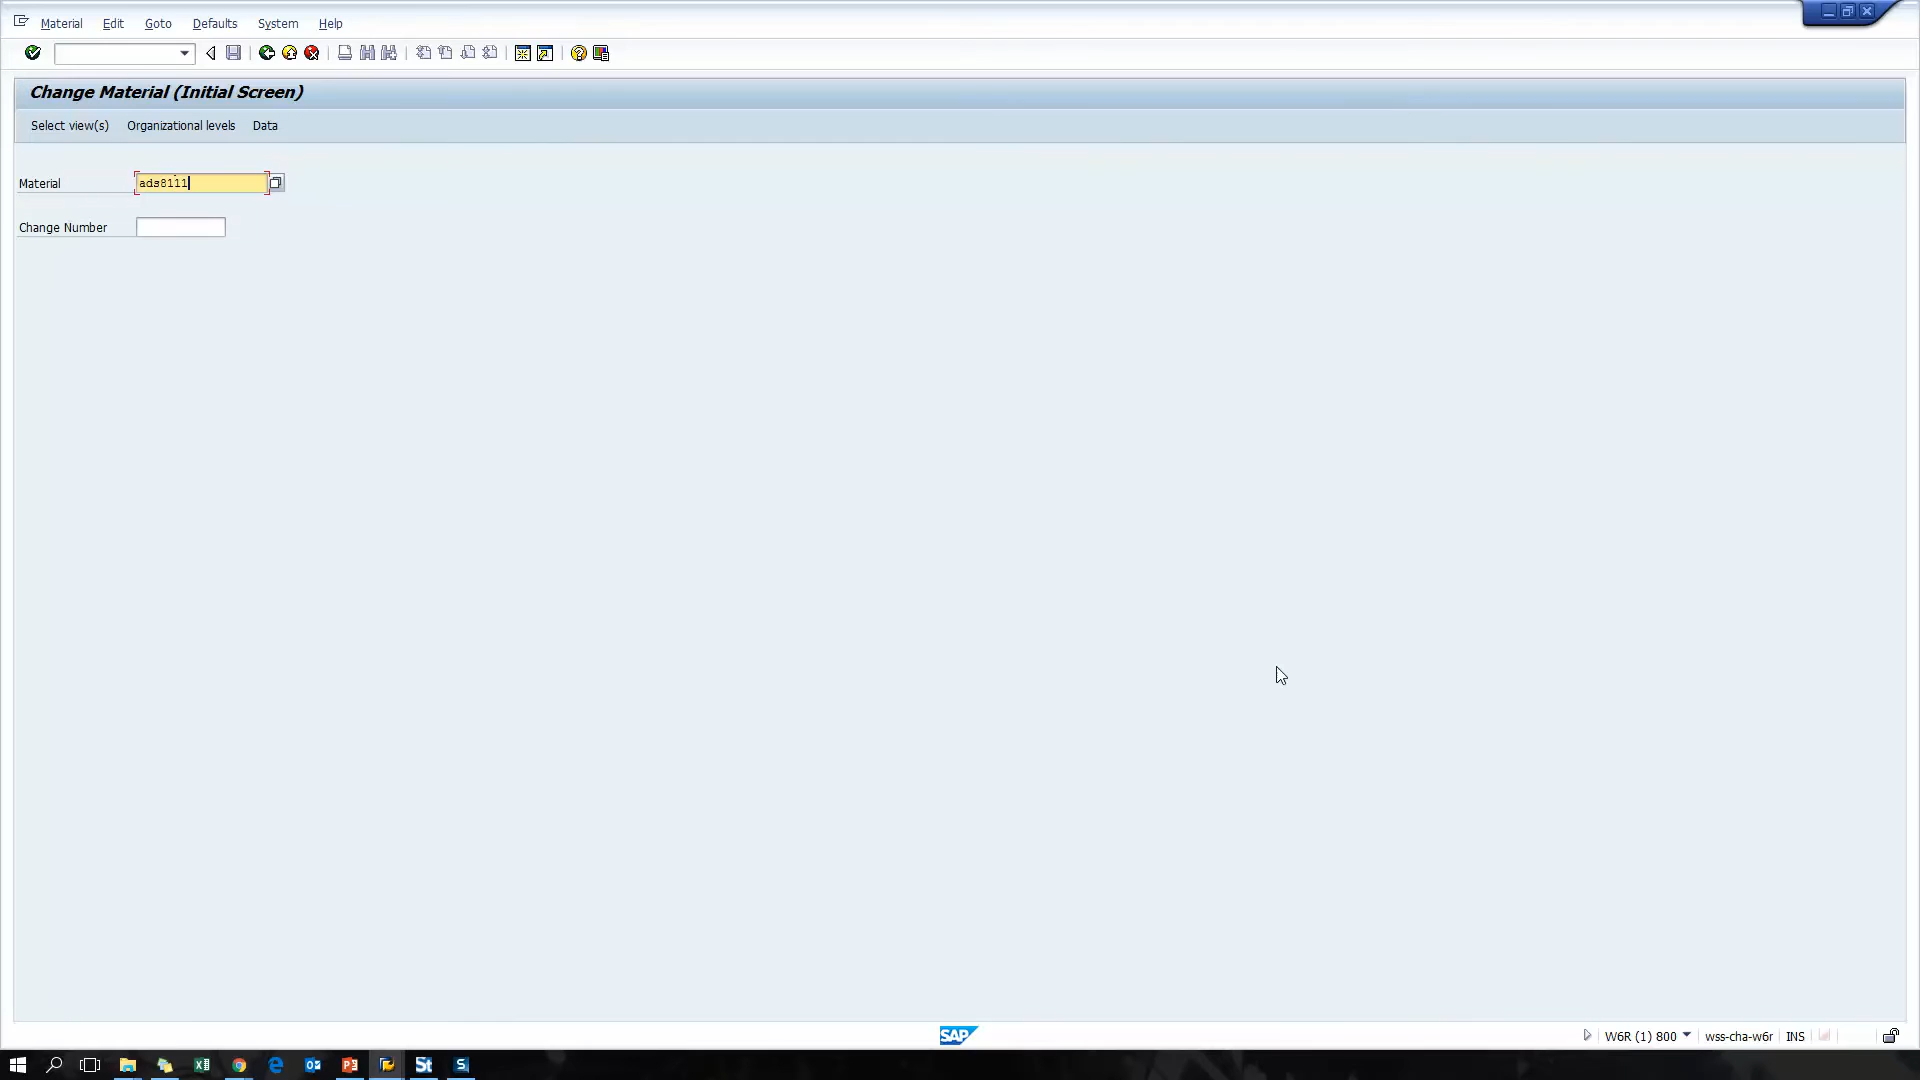 Material Edit Goto Defaults System Help
Change Material (Initial Screen)
Select view(s) Organizational levels Data
Material ads8111
Change Number
SAP
W6R (1) 800 wss-cha-w6r INS
St S